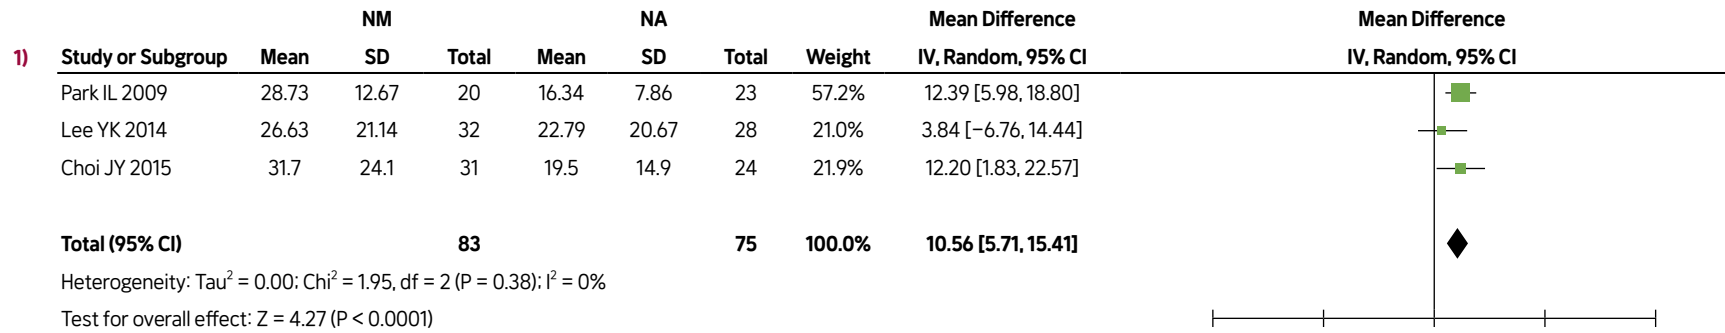 NM NA Mean Difference Mean Difference
1) Study or Subgroup Mean SD Total Mean SD Total Weight IV, Random, 95% CI IV, Random, 95% CI
Park IL 2009 28.73 12.67 20 16.34 7.86 23 57.2% 12.39 [5.98, 18.80]
Lee YK 2014 26.63 21.14 32 22.79 20.67 28 21.0% 3.84 [−6.76, 14.44]
Choi JY 2015 31.7 24.1 31 19.5 14.9 24 21.9% 12.20 [1.83, 22.57]
Total (95% CI) 83 75 100.0% 10.56 [5.71, 15.41]
Heterogeneity: Tau² = 0.00; Chi² = 1.95, df = 2 (P = 0.38); I² = 0%
Test for overall effect: Z = 4.27 (P < 0.0001)